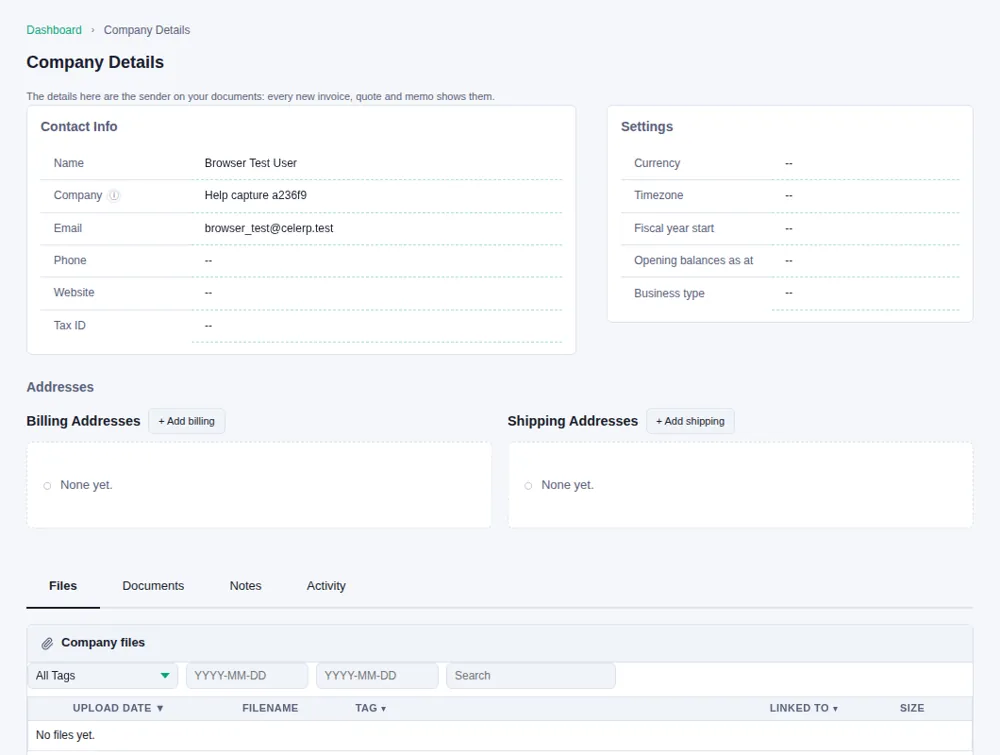 Dashboard › Company Details
Company Details
The details here are the sender on your documents: every new invoice, quote and memo shows them.
Contact Info
Name Browser Test User
Company ⓘ Help capture a236f9
Email browser_test@celerp.test
Phone --
Website --
Tax ID --
Settings
Currency --
Timezone --
Fiscal year start --
Opening balances as at --
Business type --
Addresses
Billing Addresses + Add billing
None yet.
Shipping Addresses + Add shipping
None yet.
Files Documents Notes Activity
Company files
All Tags YYYY-MM-DD YYYY-MM-DD Search
UPLOAD DATE ▼ FILENAME TAG ▾ LINKED TO ▾ SIZE
No files yet.